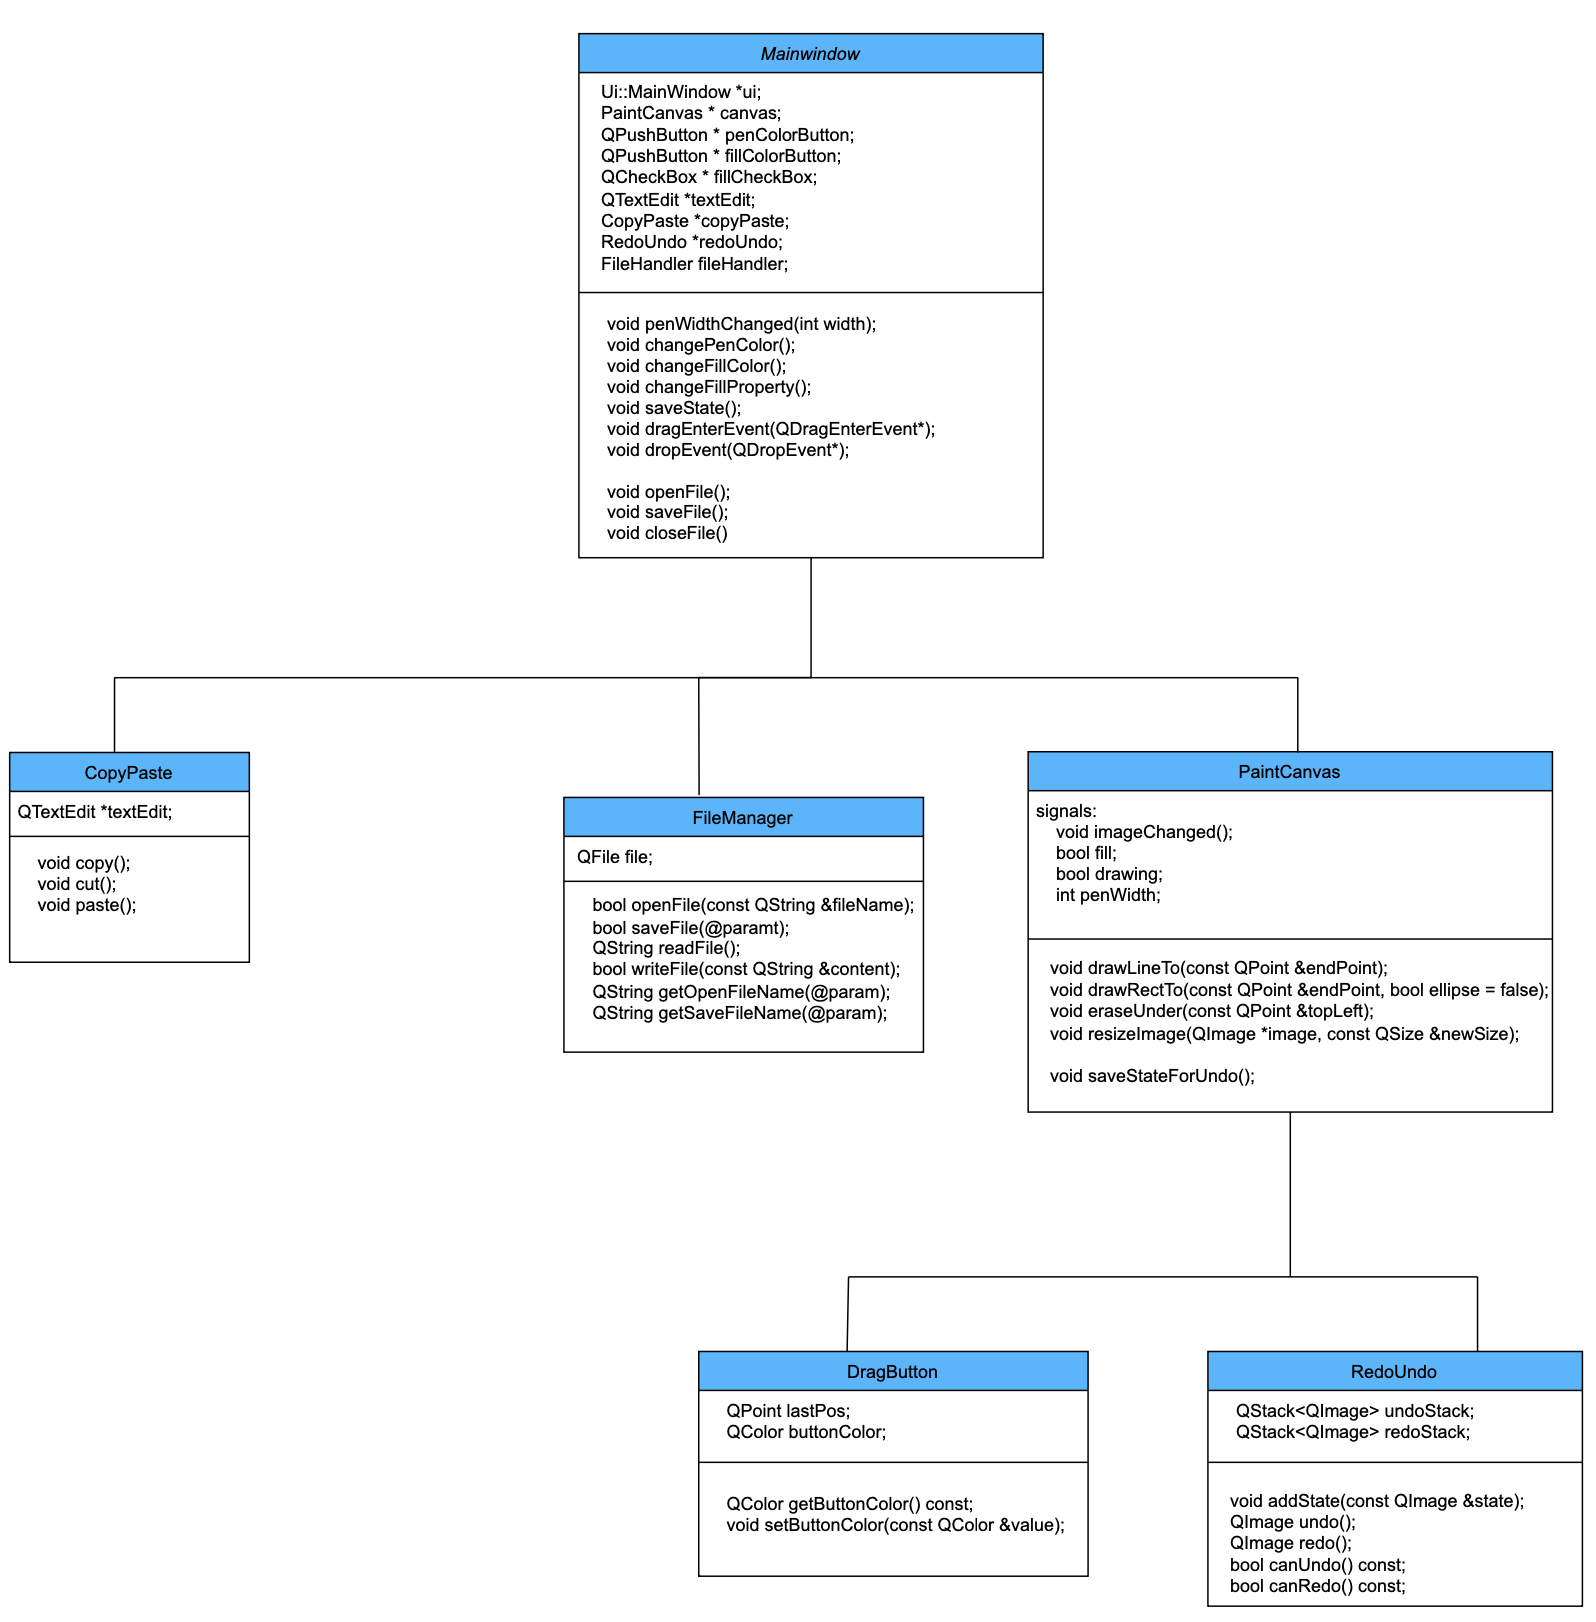 Mainwindow
Ui::MainWindow *ui;
PaintCanvas * canvas;
QPushButton * penColorButton;
QPushButton * fillColorButton;
QCheckBox * fillCheckBox;
QTextEdit *textEdit;
CopyPaste *copyPaste;
RedoUndo *redoUndo;
FileHandler fileHandler;
void penWidthChanged(int width);
void changePenColor();
void changeFillColor();
void changeFillProperty();
void saveState();
void dragEnterEvent(QDragEnterEvent*);
void dropEvent(QDropEvent*);
void openFile();
void saveFile();
void closeFile()
CopyPaste
QTextEdit *textEdit;
void copy();
void cut();
void paste();
FileManager
QFile file;
bool openFile(const QString &fileName);
bool saveFile(@paramt);
QString readFile();
bool writeFile(const QString &content);
QString getOpenFileName(@param);
QString getSaveFileName(@param);
PaintCanvas
signals:
void imageChanged();
bool fill;
bool drawing;
int penWidth;
void drawLineTo(const QPoint &endPoint);
void drawRectTo(const QPoint &endPoint, bool ellipse = false);
void eraseUnder(const QPoint &topLeft);
void resizeImage(QImage *image, const QSize &newSize);
void saveStateForUndo();
DragButton
QPoint lastPos;
QColor buttonColor;
QColor getButtonColor() const;
void setButtonColor(const QColor &value);
RedoUndo
QStack<QImage> undoStack;
QStack<QImage> redoStack;
void addState(const QImage &state);
QImage undo();
QImage redo();
bool canUndo() const;
bool canRedo() const;